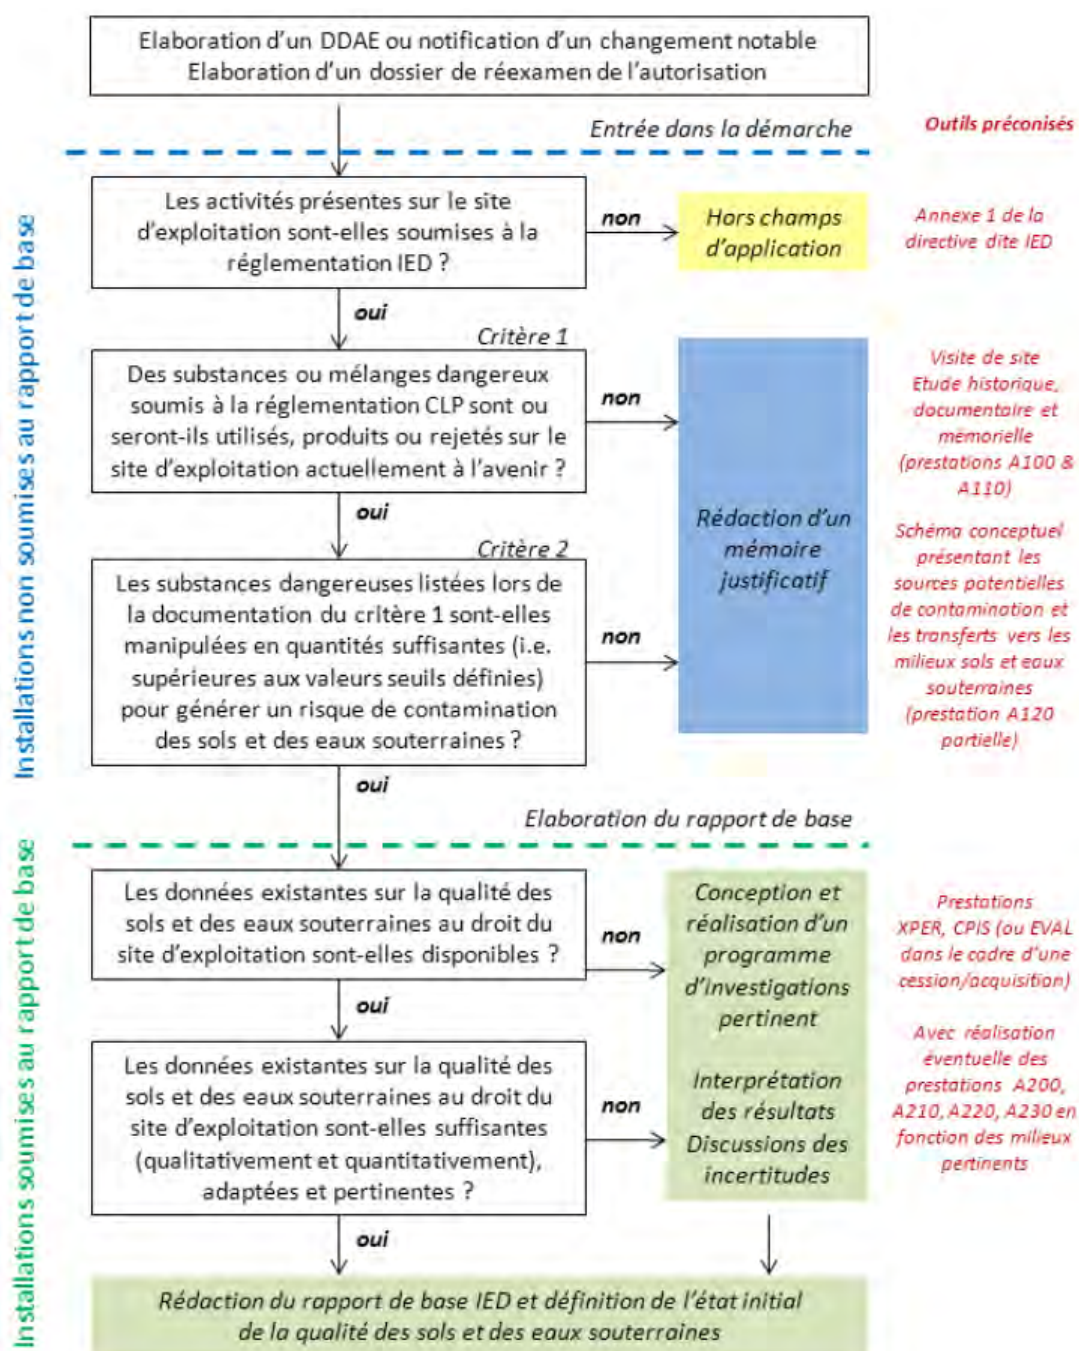 Elaboration d'un DDAE ou notification d'un changement notable
Elaboration d'un dossier de réexamen de l'autorisation
Entrée dans la démarche
Outils préconisés
Installations non soumises au rapport de base
Les activités présentes sur le site
d'exploitation sont-elles soumises à la
réglementation IED ?
non
Hors champs
d'application
Annexe 1 de la
directive dite IED
oui
Critère 1
Des substances ou mélanges dangereux
soumis à la réglementation CLP sont ou
seront-ils utilisés, produits ou rejetés sur le
site d'exploitation actuellement à l'avenir ?
non
Rédaction d'un
mémoire
justificatif
Visite de site
Etude historique,
documentaire et
mémorielle
(prestations A100 &
A110)
oui
Critère 2
Les substances dangereuses listées lors de
la documentation du critère 1 sont-elles
manipulées en quantités suffisantes (i.e.
supérieures aux valeurs seuils définies)
pour générer un risque de contamination
des sols et des eaux souterraines ?
non
Schéma conceptuel
présentant les
sources potentielles
de contamination et
les transferts vers les
milieux sols et eaux
souterraines
(prestation A120
partielle)
oui
Elaboration du rapport de base
Installations soumises au rapport de base
Les données existantes sur la qualité des
sols et des eaux souterraines au droit du
site d'exploitation sont-elles disponibles ?
non
Conception et
réalisation d'un
programme
d'investigations
pertinent
Prestations
XPER, CPIS (ou EVAL
dans le cadre d'une
cession/acquisition)
oui
Les données existantes sur la qualité des
sols et des eaux souterraines au droit du
site d'exploitation sont-elles suffisantes
(qualitativement et quantitativement),
adaptées et pertinentes ?
non
Interprétation
des résultats
Discussions des
incertitudes
Avec réalisation
éventuelle des
prestations A200,
A210, A220, A230 en
fonction des milieux
pertinents
oui
Rédaction du rapport de base IED et définition de l'état initial
de la qualité des sols et des eaux souterraines